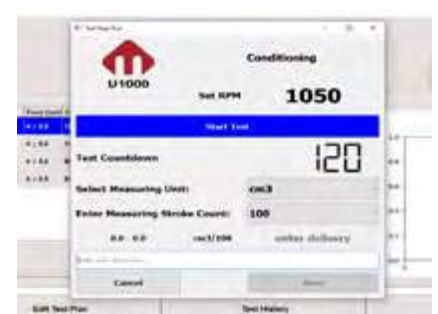 U1000
Conditioning
Set RPM 1050
Start Test
Test Countdown 120
Select Measuring Unit: cm3
Enter Measuring Stroke Count: 100
0.0 - 0.0 cm3/100 enter delivery
Cancel
Edit Test Plan Test History